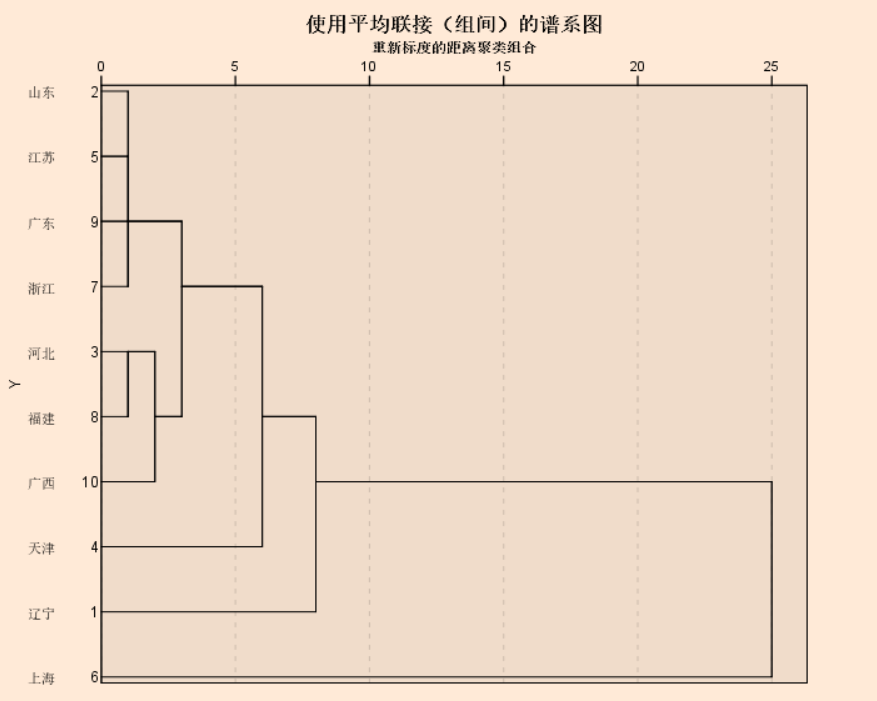 使用平均联接（组间）的谱系图
重新标度的距离聚类组合
0 5 10 15 20 25
山东 2
江苏 5
广东 9
浙江 7
河北 3
福建 8
广西 10
天津 4
辽宁 1
上海 6
Y